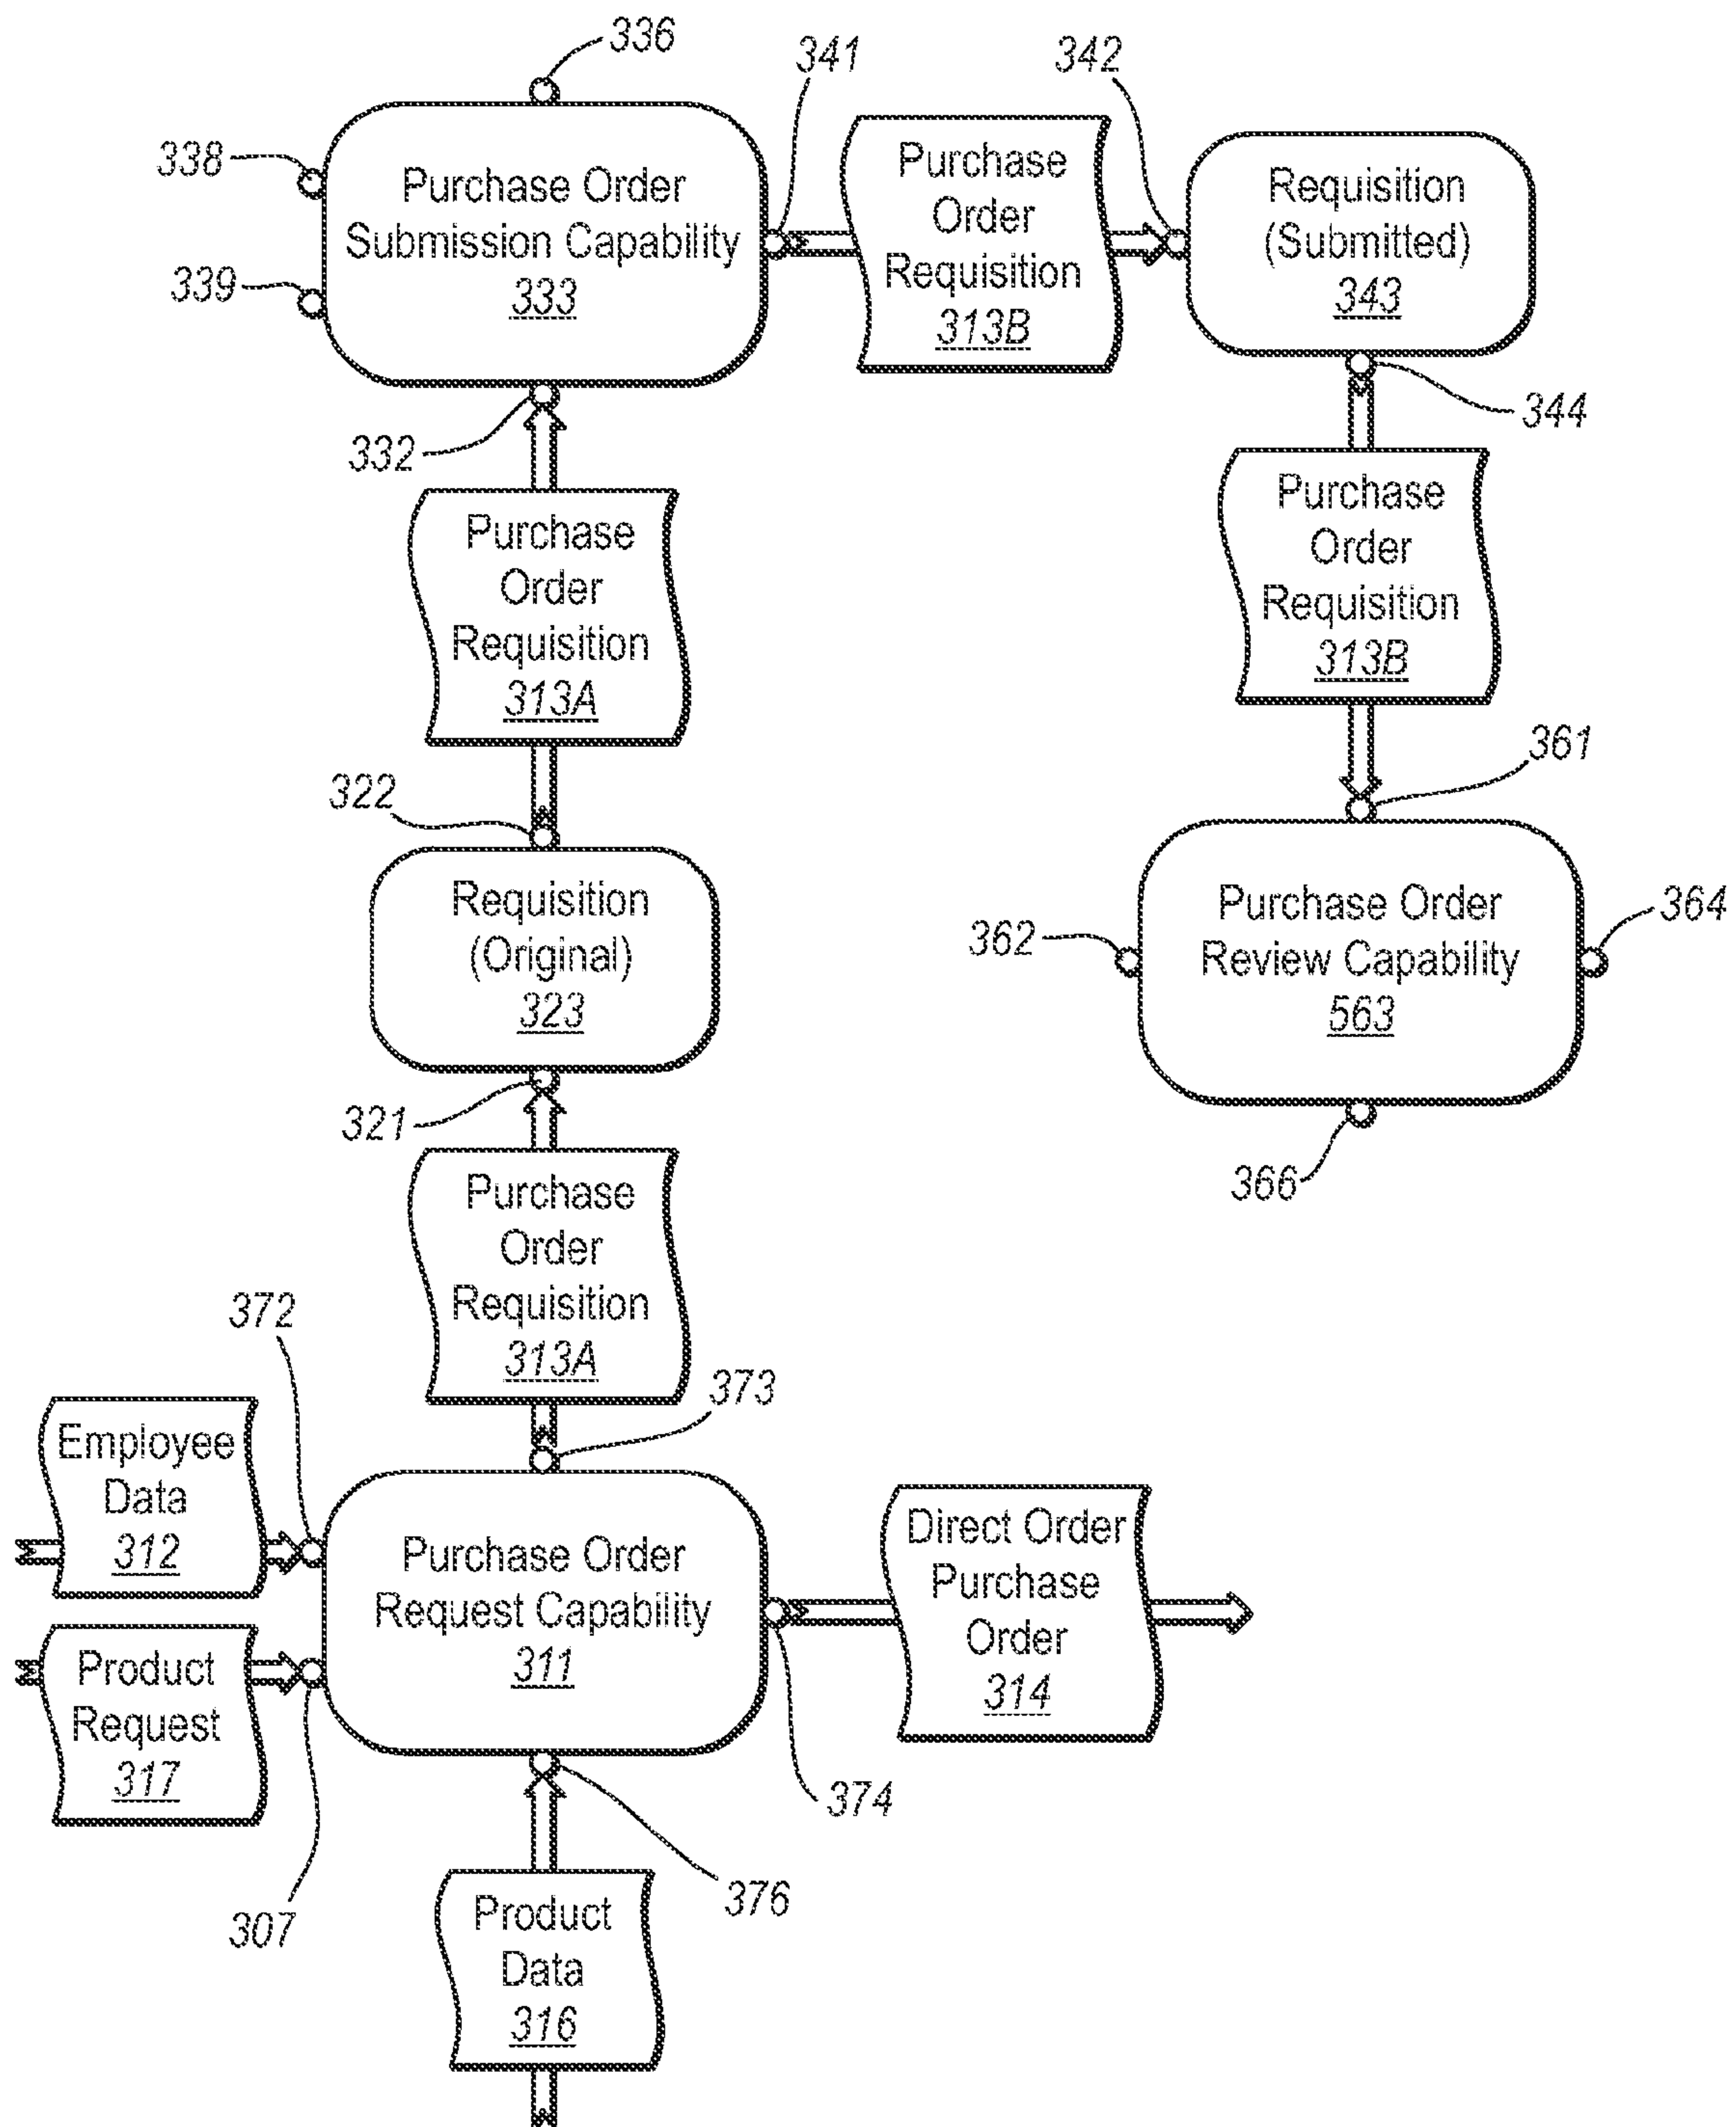 336
341
342
338
339
Purchase Order
Submission Capability
333
Purchase
Order
Requisition
313B
Requisition
(Submitted)
343
344
332
Purchase
Order
Requisition
313A
Purchase
Order
Requisition
313B
322
361
Requisition
(Original)
323
362
Purchase Order
Review Capability
563
364
321
366
Purchase
Order
Requisition
313A
372
373
Employee
Data
312
Product
Request
317
Purchase Order
Request Capability
311
Direct Order
Purchase
Order
314
374
376
307
Product
Data
316